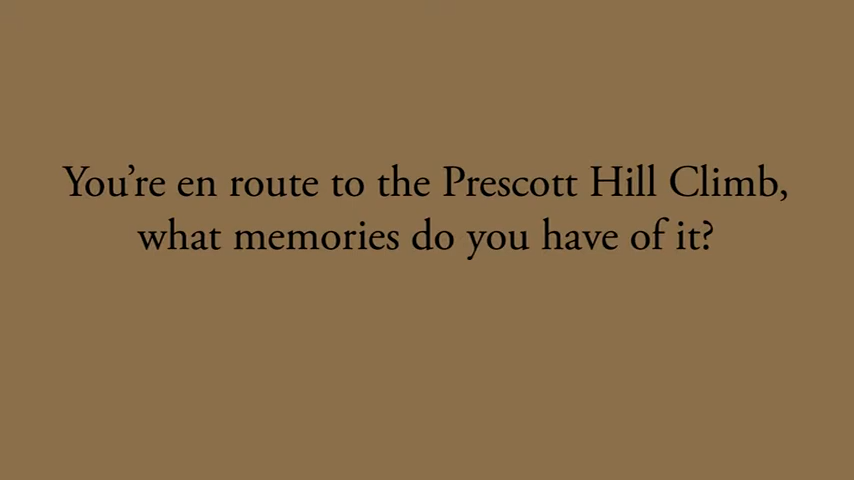 You’re en route to the Prescott Hill Climb,
what memories do you have of it?